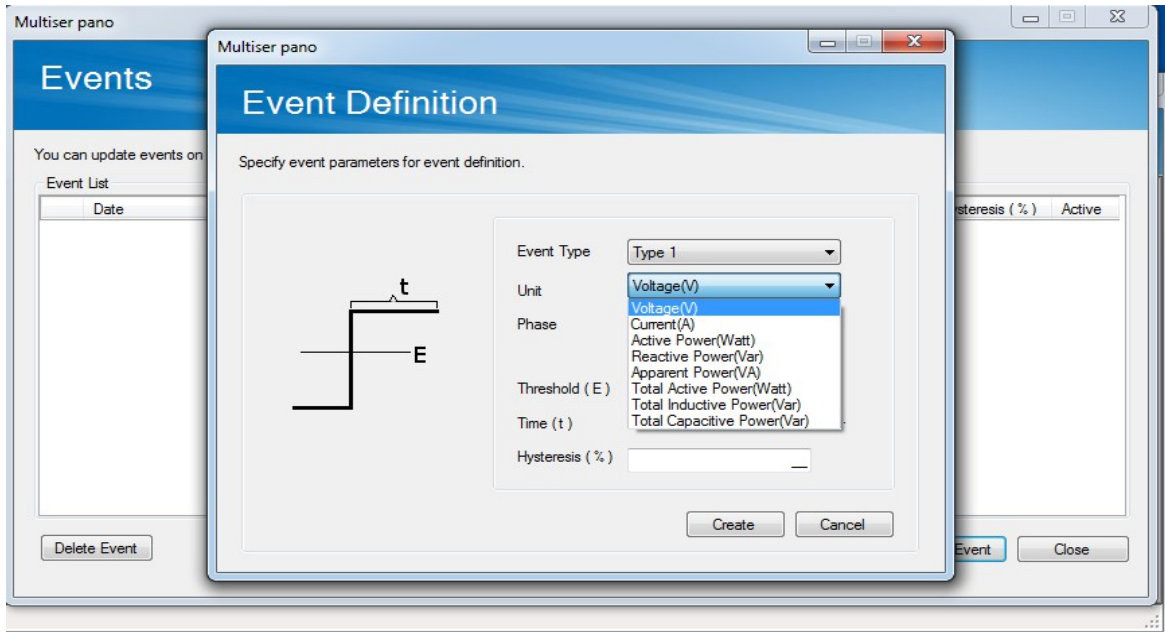 Multiser pano
Events
You can update events on
Event List
Date
steresis ( % ) Active
Delete Event
Event Close
Multiser pano
Event Definition
Specify event parameters for event definition.
t
E
Event Type Type 1
Unit Voltage(V)
Voltage(V)
Phase Current(A)
Active Power(Watt)
Reactive Power(Var)
Apparent Power(VA)
Threshold ( E ) Total Active Power(Watt)
Total Inductive Power(Var)
Time ( t ) Total Capacitive Power(Var)
Hysteresis ( % ) __
Create Cancel